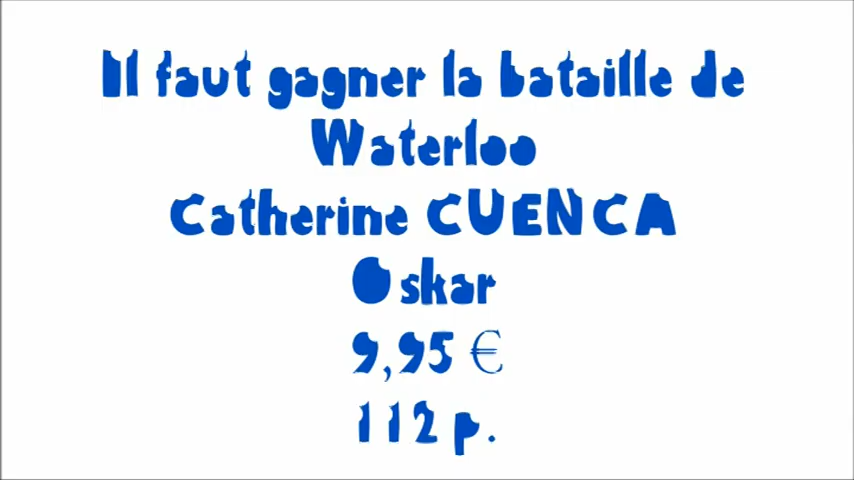 Il faut gagner la bataille de
Waterloo
Catherine CUENCA
Oskar
9,95 €
112 p.